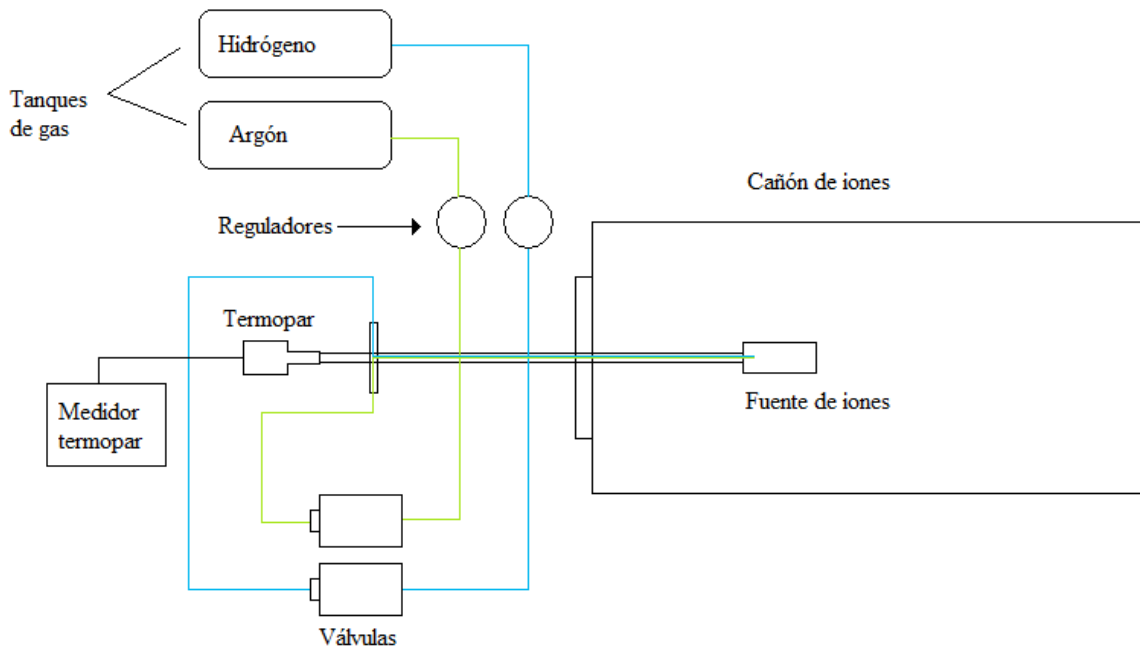 Hidrógeno
Tanques
de gas
Argón
Cañón de iones
Reguladores
Termopar
Medidor
termopar
Fuente de iones
Válvulas